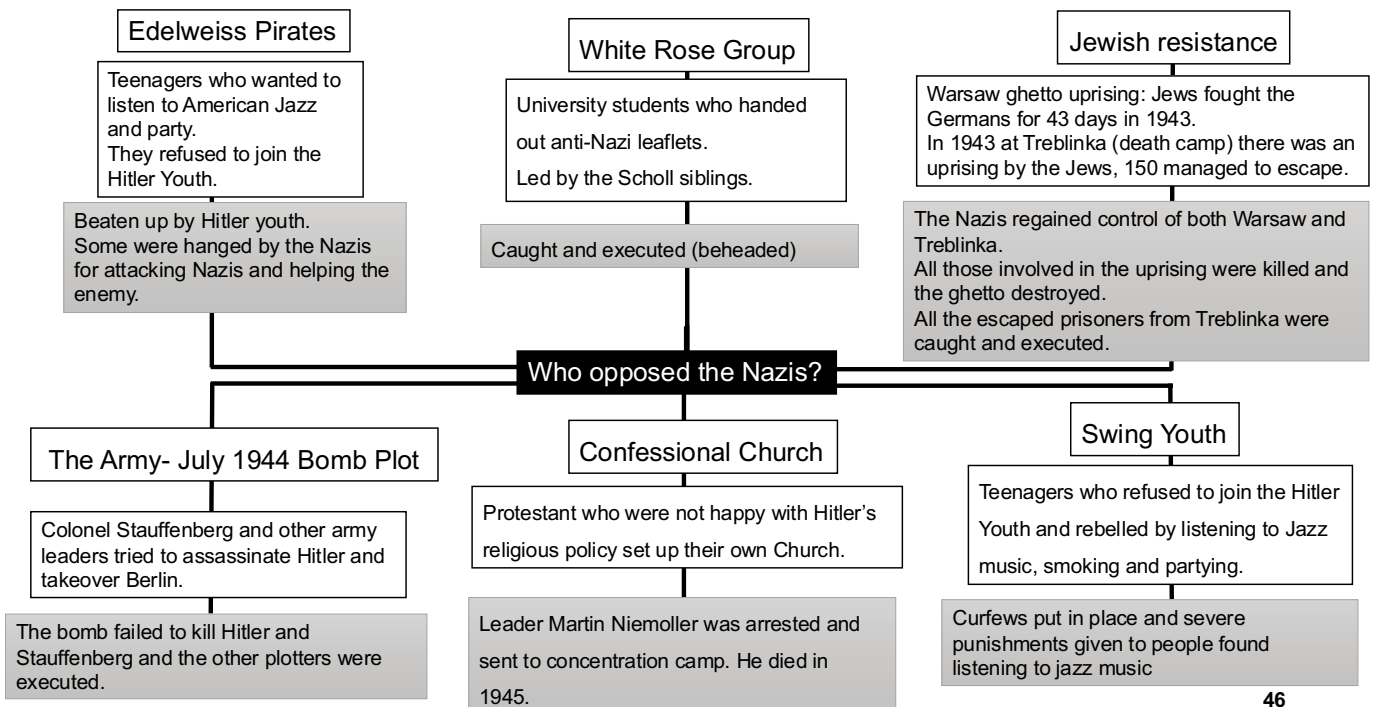 Edelweiss Pirates
Teenagers who wanted to
listen to American Jazz
and party.
They refused to join the
Hitler Youth.
Beaten up by Hitler youth.
Some were hanged by the Nazis
for attacking Nazis and helping the
enemy.
White Rose Group
University students who handed
out anti-Nazi leaflets.
Led by the Scholl siblings.
Caught and executed (beheaded)
Jewish resistance
Warsaw ghetto uprising: Jews fought the
Germans for 43 days in 1943.
In 1943 at Treblinka (death camp) there was an
uprising by the Jews, 150 managed to escape.
The Nazis regained control of both Warsaw and
Treblinka.
All those involved in the uprising were killed and
the ghetto destroyed.
All the escaped prisoners from Treblinka were
caught and executed.
Who opposed the Nazis?
The Army- July 1944 Bomb Plot
Colonel Stauffenberg and other army
leaders tried to assassinate Hitler and
takeover Berlin.
The bomb failed to kill Hitler and
Stauffenberg and the other plotters were
executed.
Confessional Church
Protestant who were not happy with Hitler's
religious policy set up their own Church.
Leader Martin Niemoller was arrested and
sent to concentration camp. He died in
1945.
Swing Youth
Teenagers who refused to join the Hitler
Youth and rebelled by listening to Jazz
music, smoking and partying.
Curfews put in place and severe
punishments given to people found
listening to jazz music
46